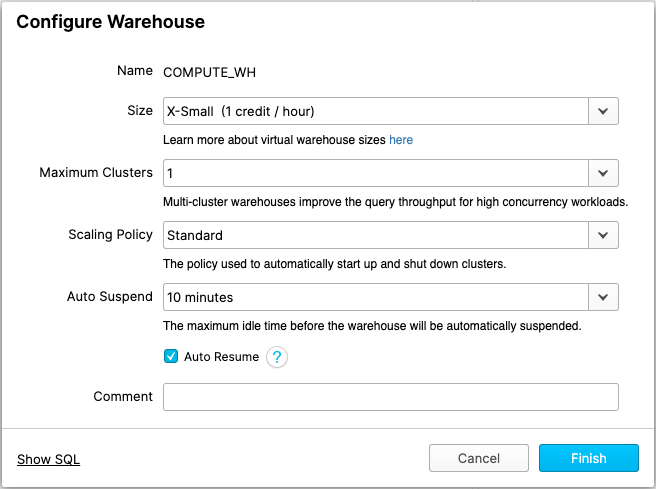 Configure Warehouse
Name COMPUTE_WH
Size X-Small (1 credit / hour)
Learn more about virtual warehouse sizes here
Maximum Clusters 1
Multi-cluster warehouses improve the query throughput for high concurrency workloads.
Scaling Policy Standard
The policy used to automatically start up and shut down clusters.
Auto Suspend 10 minutes
The maximum idle time before the warehouse will be automatically suspended.
Auto Resume ?
Comment
Show SQL Cancel Finish